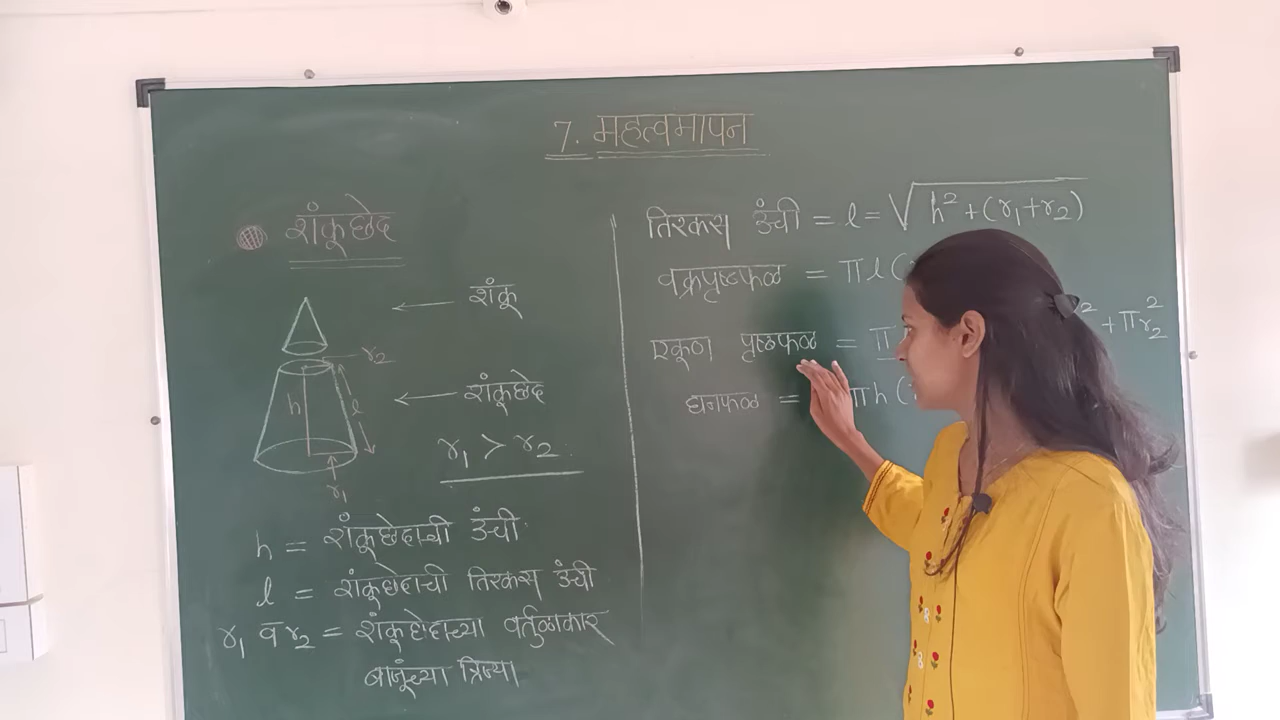 7. महत्वमापन
शंकूछेद
शंकू
r₂
शंकूछेद
h
l
r₁ > r₂
r₁
h = शंकूछेदाची उंची
l = शंकूछेदाची तिरकस उंची
r₁ व r₂ = शंकूछेदाच्या वर्तुळाकार
बाजूंच्या त्रिज्या
तिरकस उंची = l = √h² + (r₁+r₂)
वक्रपृष्ठफळ = πl(
एकूण पृष्ठफळ = π ² + πr₂²
घनफळ = πh(